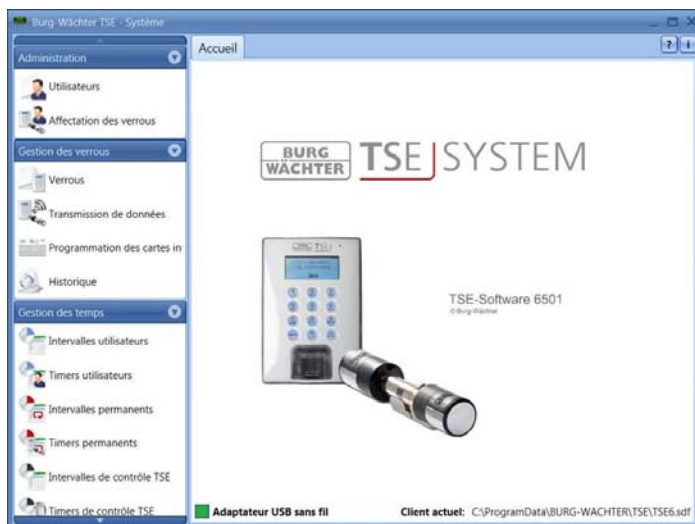 Burg-Wächter TSE - Système
Administration
Utilisateurs
Affectation des verrous
Gestion des verrous
Verrous
Transmission de données
Programmation des cartes in
Historique
Gestion des temps
Intervalles utilisateurs
Timers utilisateurs
Intervalles permanents
Timers permanents
Intervalles de contrôle TSE
Timers de contrôle TSE
Accueil
? i
BURG WÄCHTER TSE SYSTEM
TSE-Software 6501
© Burg-Wächter
Adaptateur USB sans fil
Client actuel: C:\ProgramData\BURG-WACHTER\TSE\TSE6.sdf